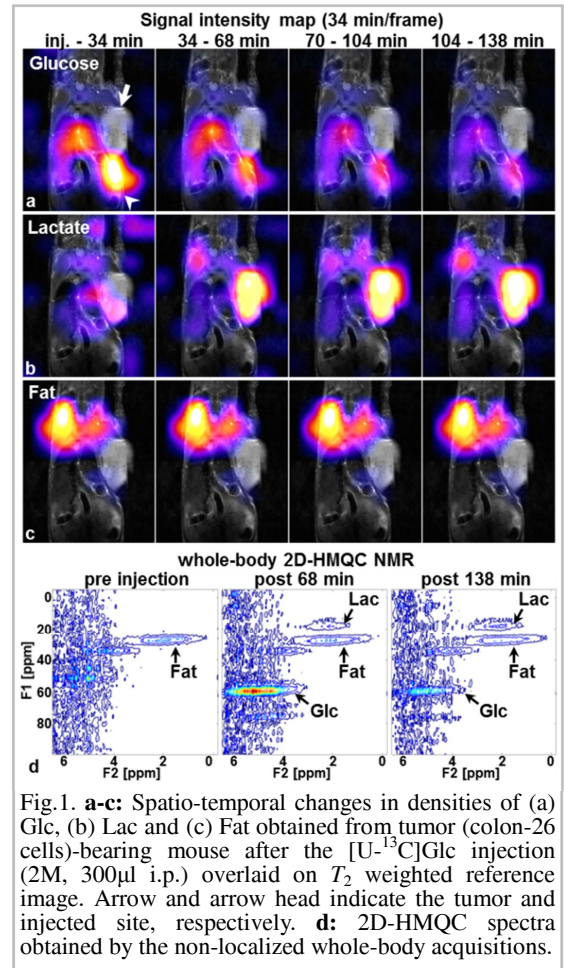 Signal intensity map (34 min/frame)
inj. - 34 min 34 - 68 min 70 - 104 min 104 - 138 min
Glucose
a
Lactate
b
Fat
c
whole-body 2D-HMQC NMR
pre injection post 68 min post 138 min
0
20
40
60
80
F1 [ppm]
Fat
Lac
Fat
Glc
Lac
Fat
Glc
6 4 2 0 6 4 2 0 6 4 2 0
d F2 [ppm] F2 [ppm] F2 [ppm]
Fig.1. a-c: Spatio-temporal changes in densities of (a)
Glc, (b) Lac and (c) Fat obtained from tumor (colon-26
cells)-bearing mouse after the [U-¹³C]Glc injection
(2M, 300μl i.p.) overlaid on T₂ weighted reference
image. Arrow and arrow head indicate the tumor and
injected site, respectively. d: 2D-HMQC spectra
obtained by the non-localized whole-body acquisitions.